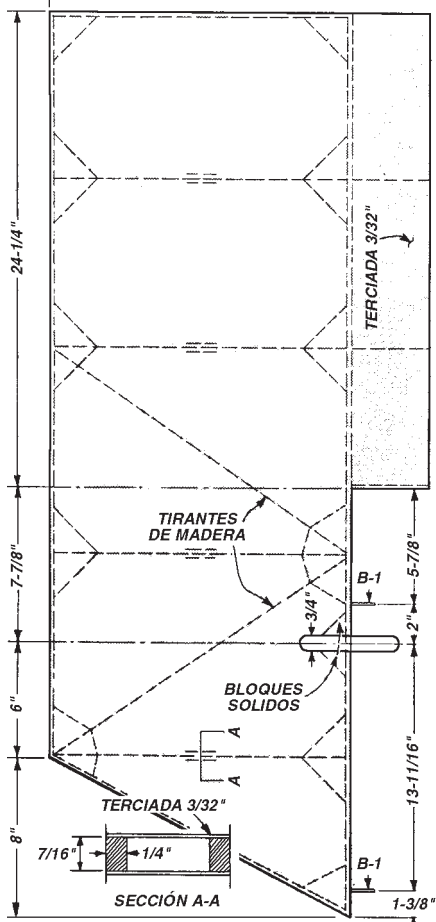 24-1/4"
TERCIADA 3/32"
7-7/8"
TIRANTES
DE MADERA
5-7/8"
B-1
3/4"
2"
6"
BLOQUES
SOLIDOS
A
A
13-11/16"
8"
TERCIADA 3/32"
7/16"
1/4"
B-1
1-3/8"
SECCIÓN A-A